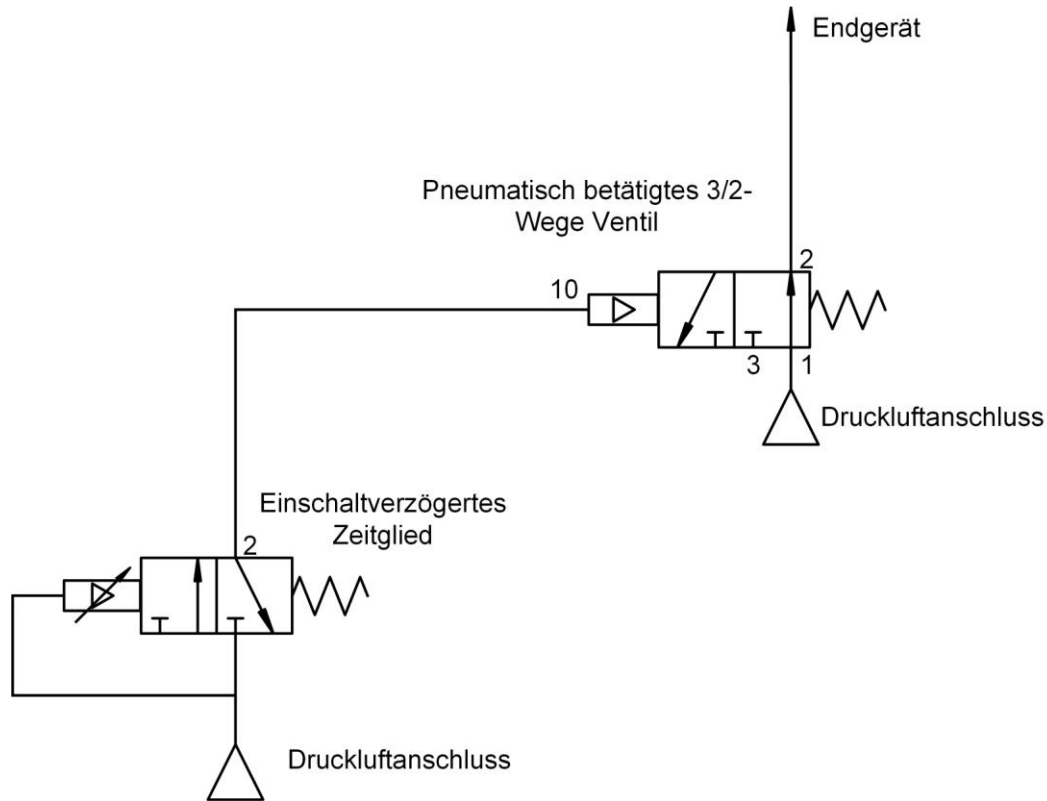 Endgerät
Pneumatisch betätigtes 3/2-
Wege Ventil
2
10
3
1
Druckluftanschluss
Einschaltverzögertes
Zeitglied
2
Druckluftanschluss